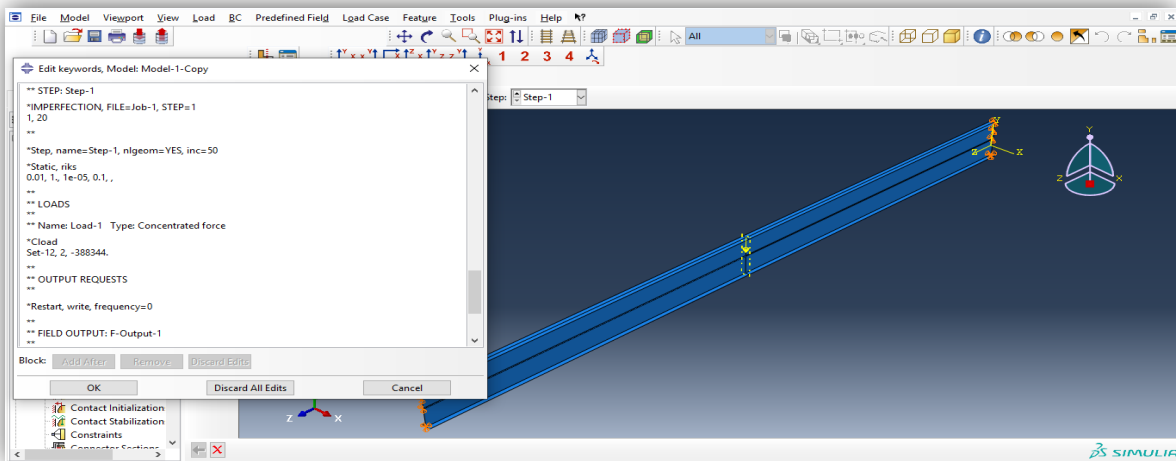 File Model Viewport View Load BC Predefined Field Load Case Feature Tools Plug-ins Help
All
1 2 3 4
Edit keywords, Model: Model-1-Copy
Step: Step-1
** STEP: Step-1
*IMPERFECTION, FILE=Job-1, STEP=1
1, 20
**
*Step, name=Step-1, nlgeom=YES, inc=50
*Static, riks
0.01, 1., 1e-05, 0.1, ,
**
** LOADS
**
** Name: Load-1 Type: Concentrated force
*Cload
Set-12, 2, -388344.
**
** OUTPUT REQUESTS
**
*Restart, write, frequency=0
**
** FIELD OUTPUT: F-Output-1
**
Block: Add After Remove Discard Edits
OK Discard All Edits Cancel
Y
Z X
Y
Z X
Z X
Contact Initialization
Contact Stabilization
Constraints
Connector Sections
SIMULIA